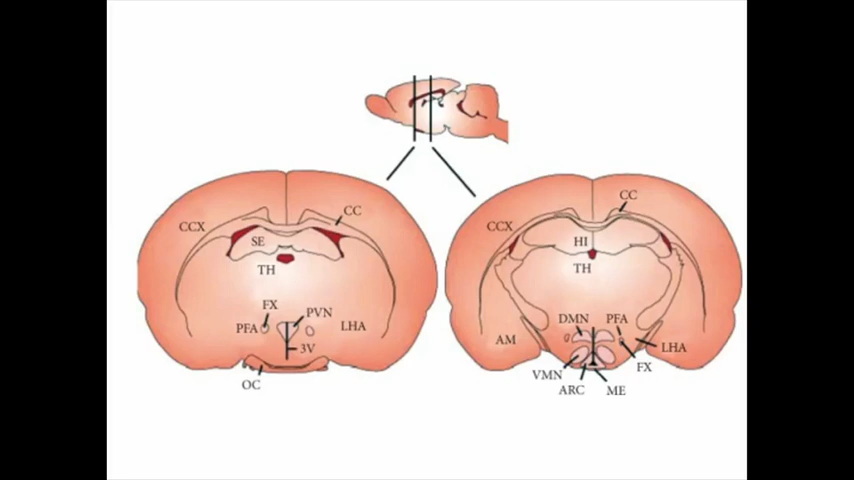 CCX
CC
SE
TH
FX
PVN
PFA
LHA
3V
OC
CC
CCX
HI
TH
DMN
PFA
AM
LHA
FX
VMN
ARC
ME